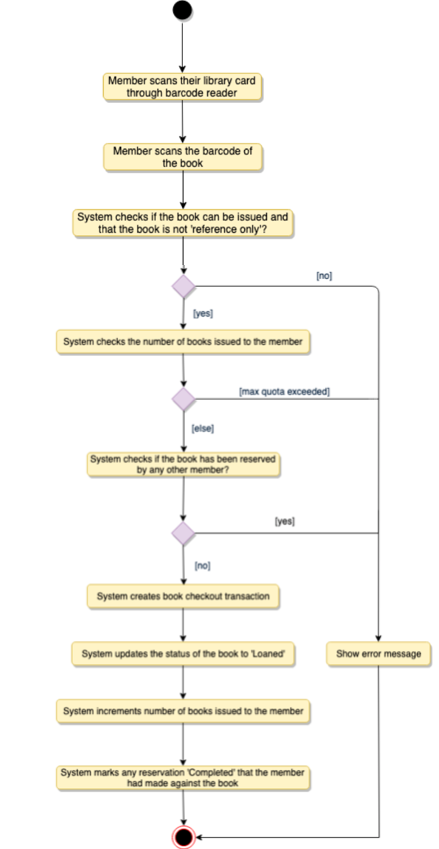 Member scans their library card
through barcode reader
Member scans the barcode of
the book
System checks if the book can be issued and
that the book is not 'reference only'?
[no]
[yes]
System checks the number of books issued to the member
[max quota exceeded]
[else]
System checks if the book has been reserved
by any other member?
[yes]
[no]
System creates book checkout transaction
System updates the status of the book to 'Loaned'
Show error message
System increments number of books issued to the member
System marks any reservation 'Completed' that the member
had made against the book